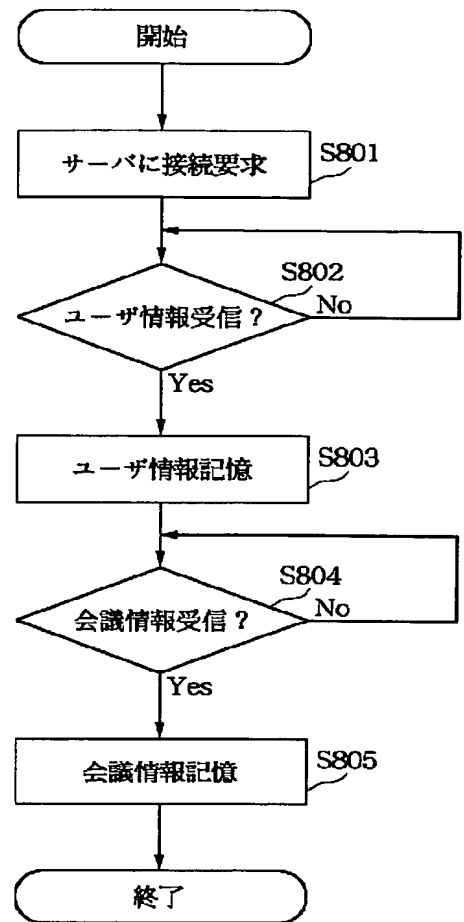 開始
サーバに接続要求
S801
S802
ユーザ情報受信？
No
Yes
ユーザ情報記憶
S803
S804
会議情報受信？
No
Yes
会議情報記憶
S805
終了